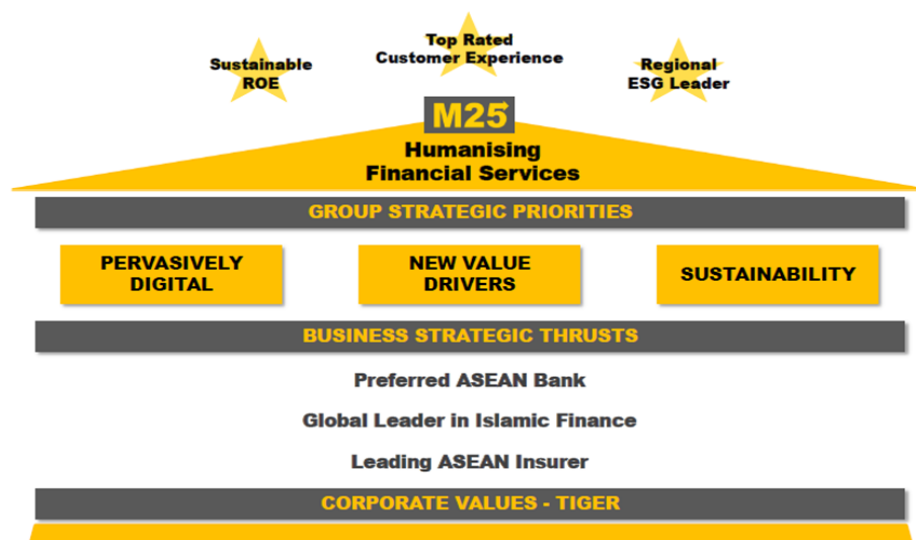 Top Rated
Customer Experience
Sustainable
ROE
Regional
ESG Leader
M25
Humanising
Financial Services
GROUP STRATEGIC PRIORITIES
PERVASIVELY
DIGITAL
NEW VALUE
DRIVERS
SUSTAINABILITY
BUSINESS STRATEGIC THRUSTS
Preferred ASEAN Bank
Global Leader in Islamic Finance
Leading ASEAN Insurer
CORPORATE VALUES - TIGER